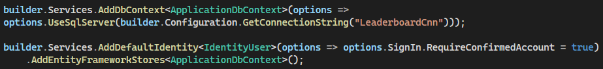 builder.Services.AddDbContext<ApplicationDbContext>(options =>
options.UseSqlServer(builder.Configuration.GetConnectionString("LeaderboardCnn")));
builder.Services.AddDefaultIdentity<IdentityUser>(options => options.SignIn.RequireConfirmedAccount = true)
.AddEntityFrameworkStores<ApplicationDbContext>();